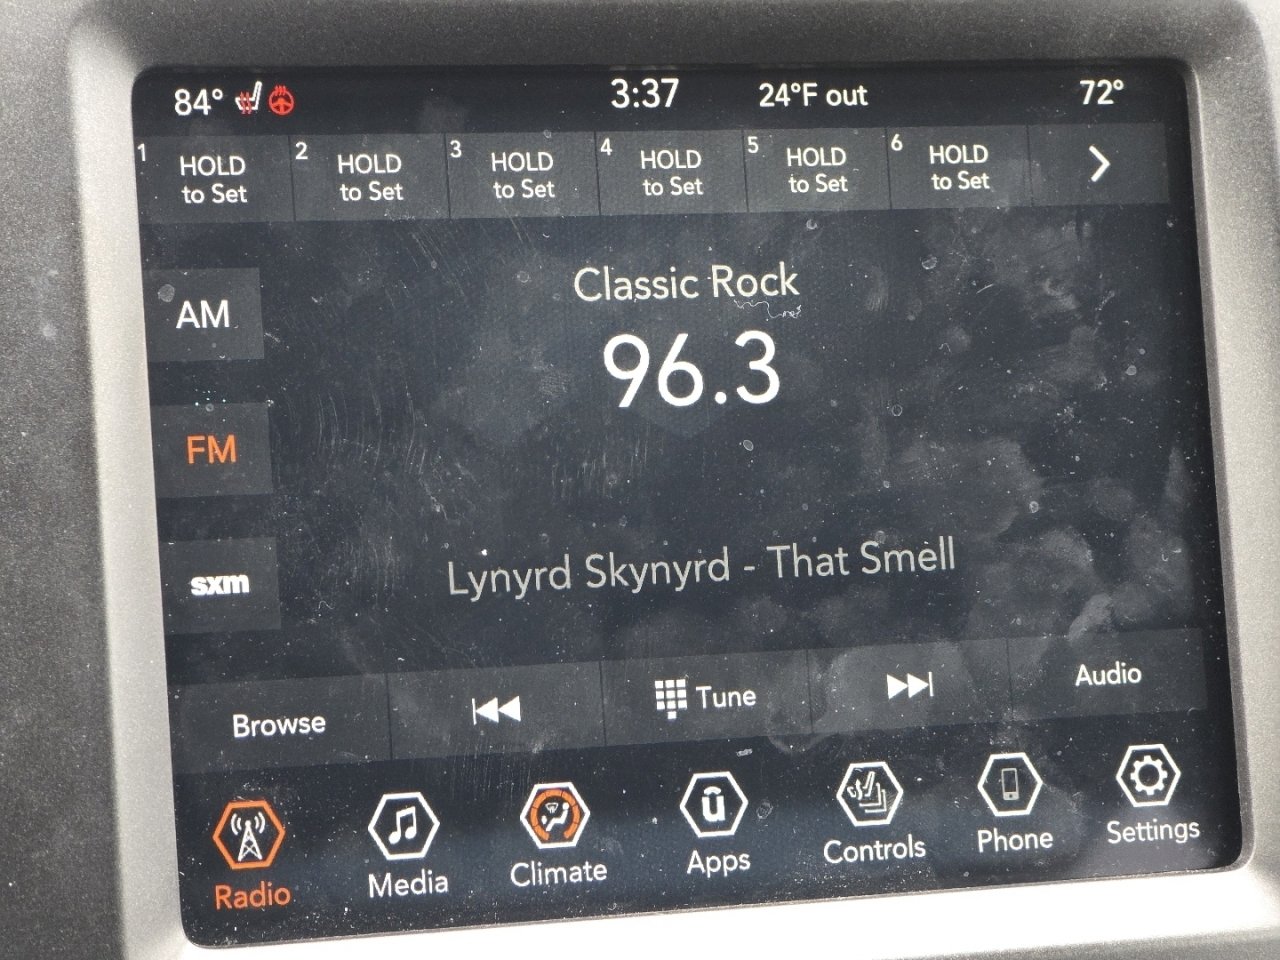 84° 3:37 24°F out 72°
1 HOLD to Set
2 HOLD to Set
3 HOLD to Set
4 HOLD to Set
5 HOLD to Set
6 HOLD to Set
Classic Rock
AM
96.3
FM
Lynyrd Skynyrd - That Smell
sxm
Browse Tune Audio
Radio Media Climate Apps Controls Phone Settings